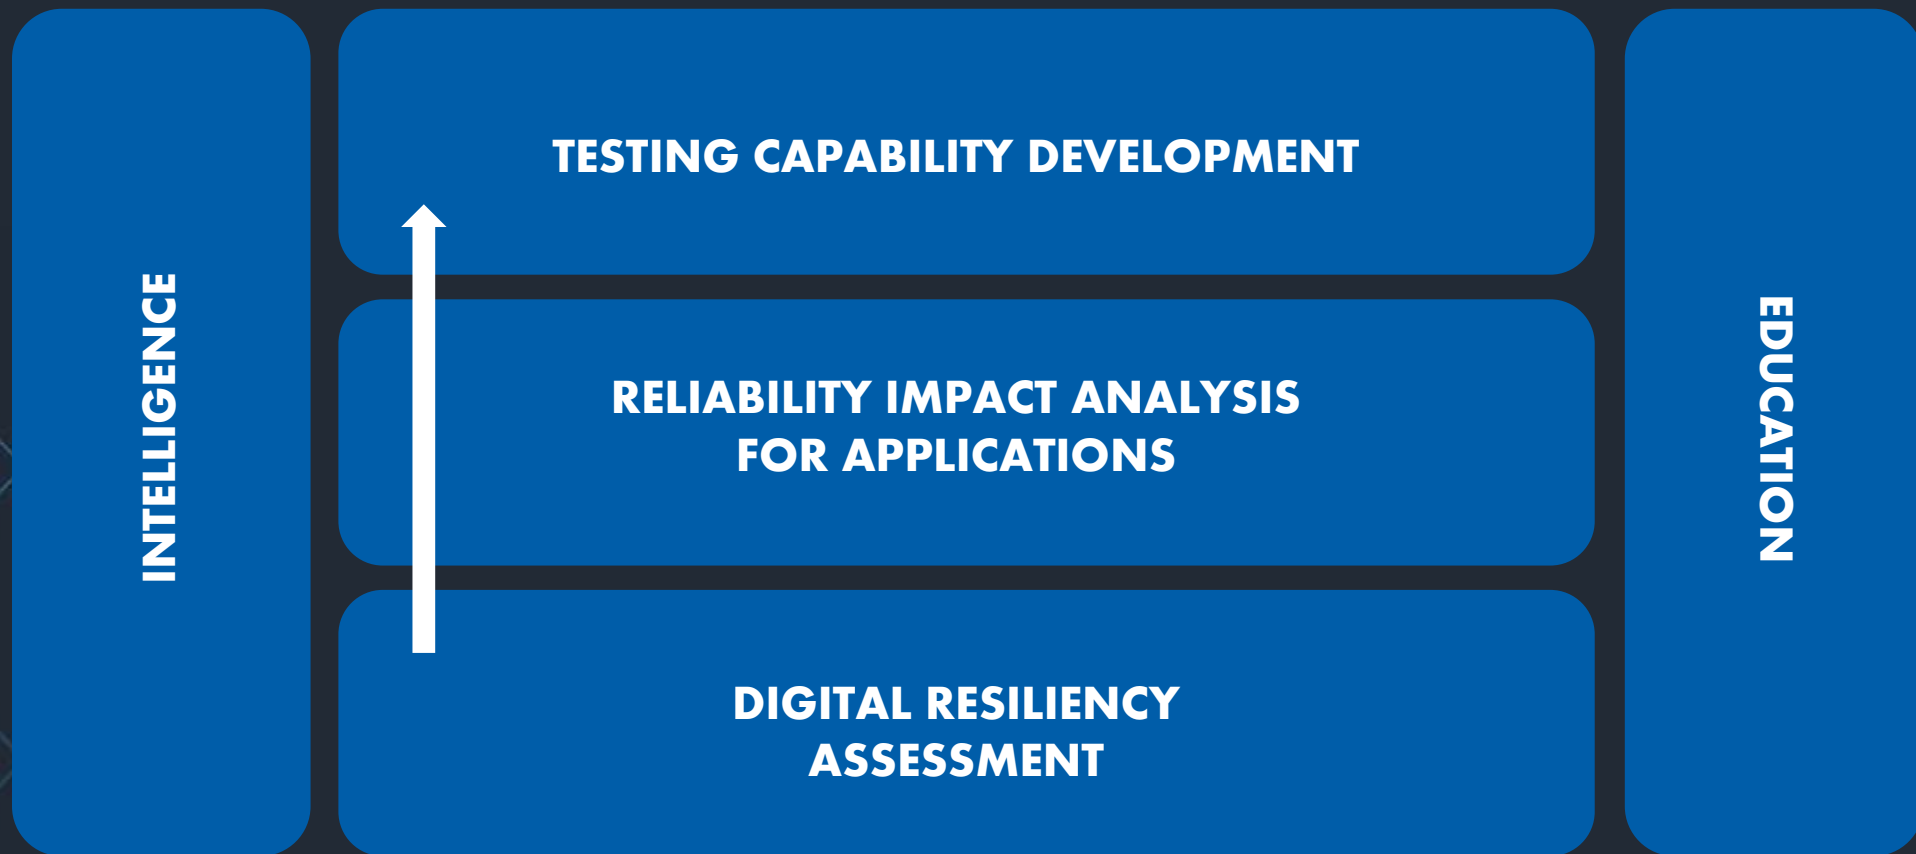 INTELLIGENCE
TESTING CAPABILITY DEVELOPMENT
RELIABILITY IMPACT ANALYSIS
FOR APPLICATIONS
DIGITAL RESILIENCY
ASSESSMENT
EDUCATION